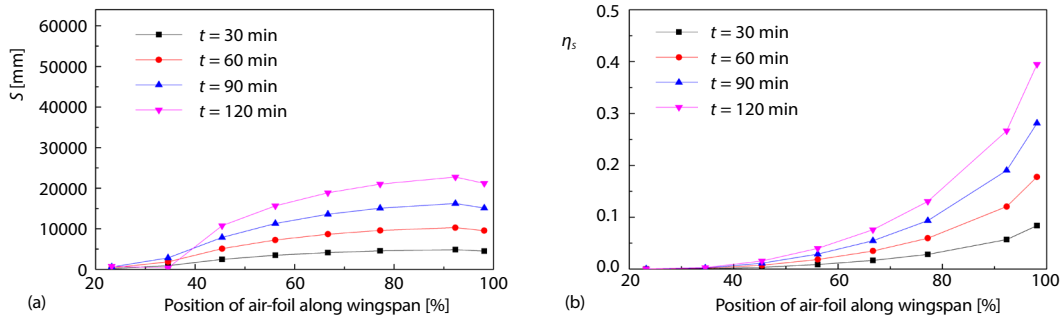 60000
50000
40000
30000
20000
10000
0
S [mm]
t = 30 min
t = 60 min
t = 90 min
t = 120 min
20 40 60 80 100
(a) Position of air-foil along wingspan [%]
0.5
0.4
0.3
0.2
0.1
0.0
ηs
t = 30 min
t = 60 min
t = 90 min
t = 120 min
20 40 60 80 100
(b) Position of air-foil along wingspan [%]